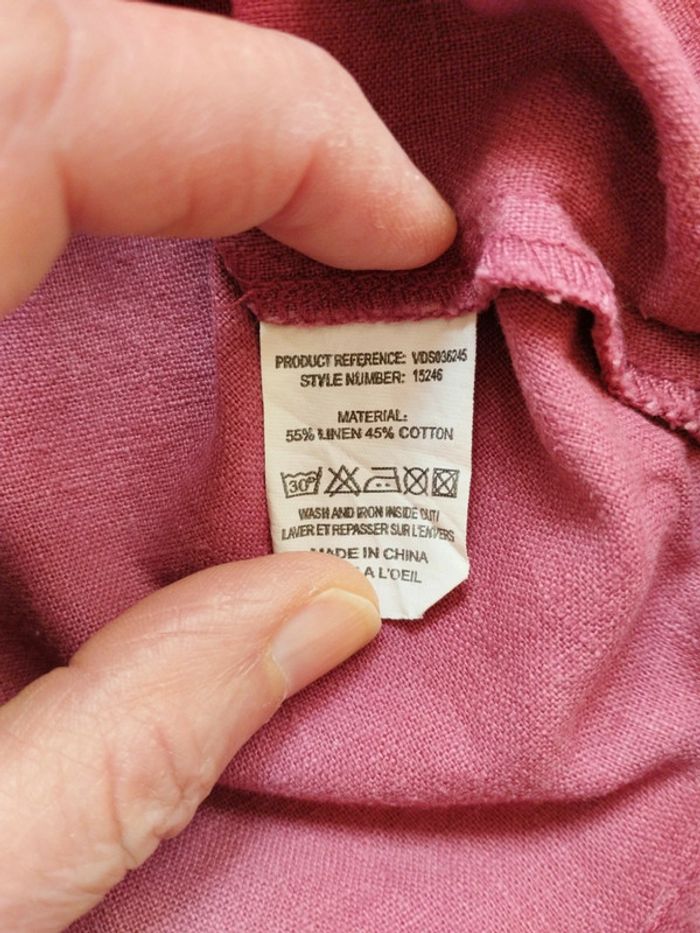 PRODUCT REFERENCE: VDS036245
STYLE NUMBER: 15246
MATERIAL:
55% LINEN 45% COTTON
30°
WASH AND IRON INSIDE OUT/
LAVER ET REPASSER SUR L'ENVERS
MADE IN CHINA
A L'OEIL